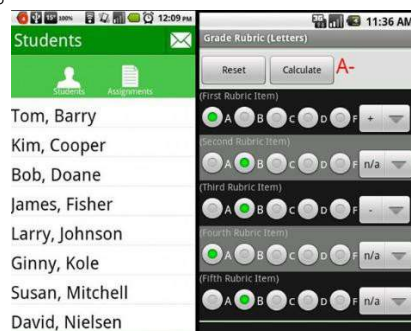 100%
12:09 PM
Students
Students
Assignments
Tom, Barry
Kim, Cooper
Bob, Doane
James, Fisher
Larry, Johnson
Ginny, Kole
Susan, Mitchell
David, Nielsen
3G
11:36 AM
Grade Rubric (Letters)
Reset Calculate A-
(First Rubric Item)
A B C D F +
(Second Rubric Item)
A B C D F n/a
(Third Rubric Item)
A B C D F -
(Fourth Rubric Item)
A B C D F n/a
(Fifth Rubric Item)
A B C D F n/a